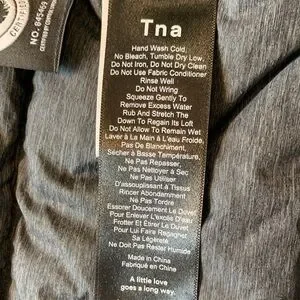 NO. 845409
Tna
Hand Wash Cold,
No Bleach, Tumble Dry Low,
Do Not Iron, Do Not Dry Clean
Do Not Use Fabric Conditioner
Rinse Well
Do Not Wring
Squeeze Gently To
Remove Excess Water
Rub And Stretch The
Down To Regain Its Loft
Do Not Allow To Remain Wet
Laver à La Main à L'eau Froide,
Pas De Blanchiment,
Sécher à Basse Température,
Ne Pas Repasser,
Ne Pas Nettoyer à Sec
Ne Pas Utiliser
D'assouplissant à Tissus
Rincer Abondamment
Ne Pas Tordre
Essorer Doucement Le Duvet
Pour Enlever L'excès D'eau
Frotter Et Étirer Le Duvet
Pour Lui Faire Regagner
Sa Légèreté
Ne Doit Pas Rester Humide
Made in China
Fabriqué en Chine
A little love
goes a long way.